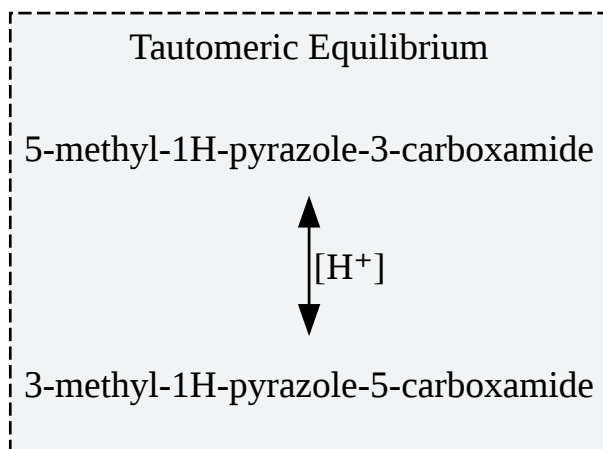 Tautomeric Equilibrium
5-methyl-1H-pyrazole-3-carboxamide
[H⁺]
3-methyl-1H-pyrazole-5-carboxamide